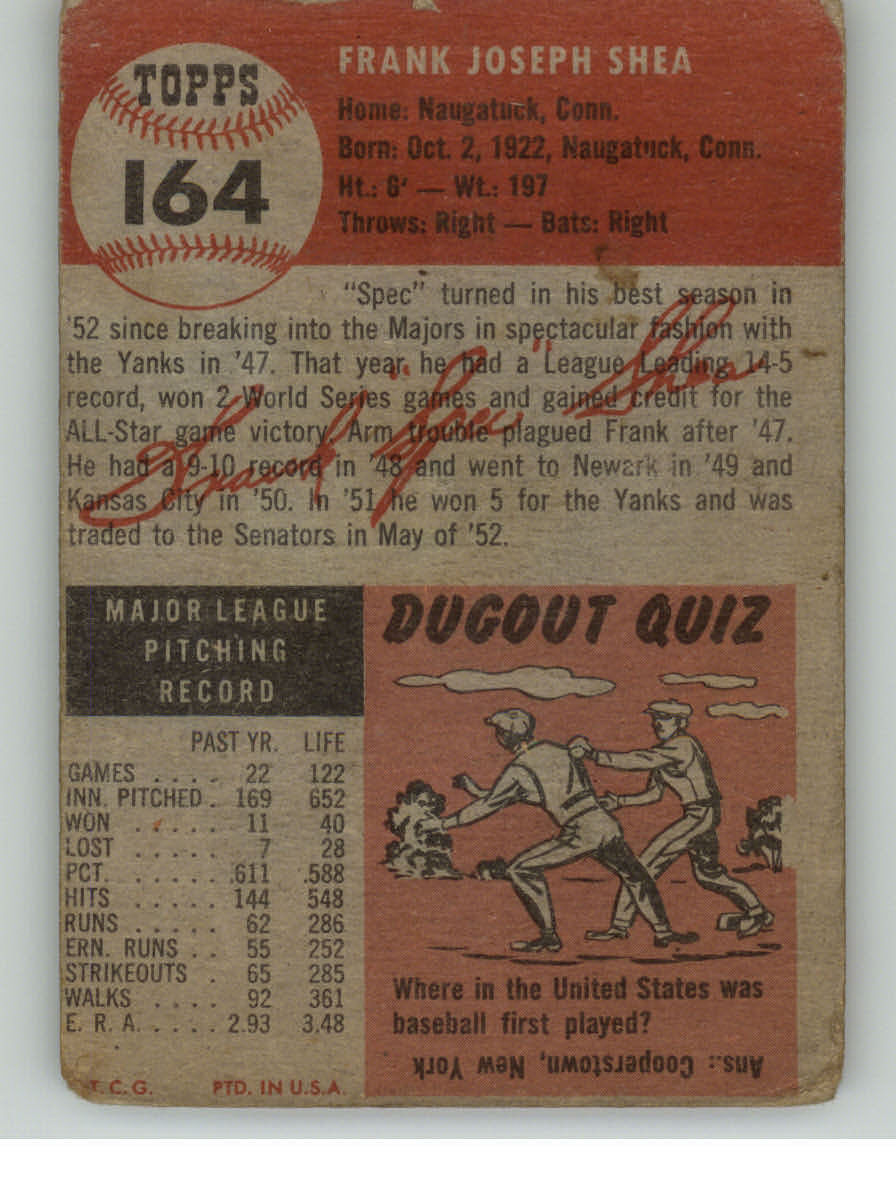 TOPPS
164
FRANK JOSEPH SHEA
Home: Naugatuck, Conn.
Born: Oct. 2, 1922, Naugatuck, Conn.
Ht.: 6' — Wt.: 197
Throws: Right — Bats: Right
"Spec" turned in his best season in
'52 since breaking into the Majors in spectacular fashion with
the Yanks in '47. That year he had a League Leading 14-5
record, won 2 World Series games and gained credit for the
ALL-Star game victory. Arm trouble plagued Frank after '47.
He had a 9-10 record in '48 and went to Newark in '49 and
Kansas City in '50. In '51 he won 5 for the Yanks and was
traded to the Senators in May of '52.
Frank "Spec" Shea
MAJOR LEAGUE
PITCHING
RECORD
PAST YR. LIFE
GAMES . . . . 22 122
INN. PITCHED . 169 652
WON . . . . . 11 40
LOST . . . . . 7 28
PCT. . . . . . .611 .588
HITS . . . . . 144 548
RUNS . . . . . 62 286
ERN. RUNS . . 55 252
STRIKEOUTS . 65 285
WALKS . . . . 92 361
E. R. A. . . . . 2.93 3.48
T.C.G. PTD. IN U.S.A.
DUGOUT QUIZ
Where in the United States was
baseball first played?
Ans.: Cooperstown, New York